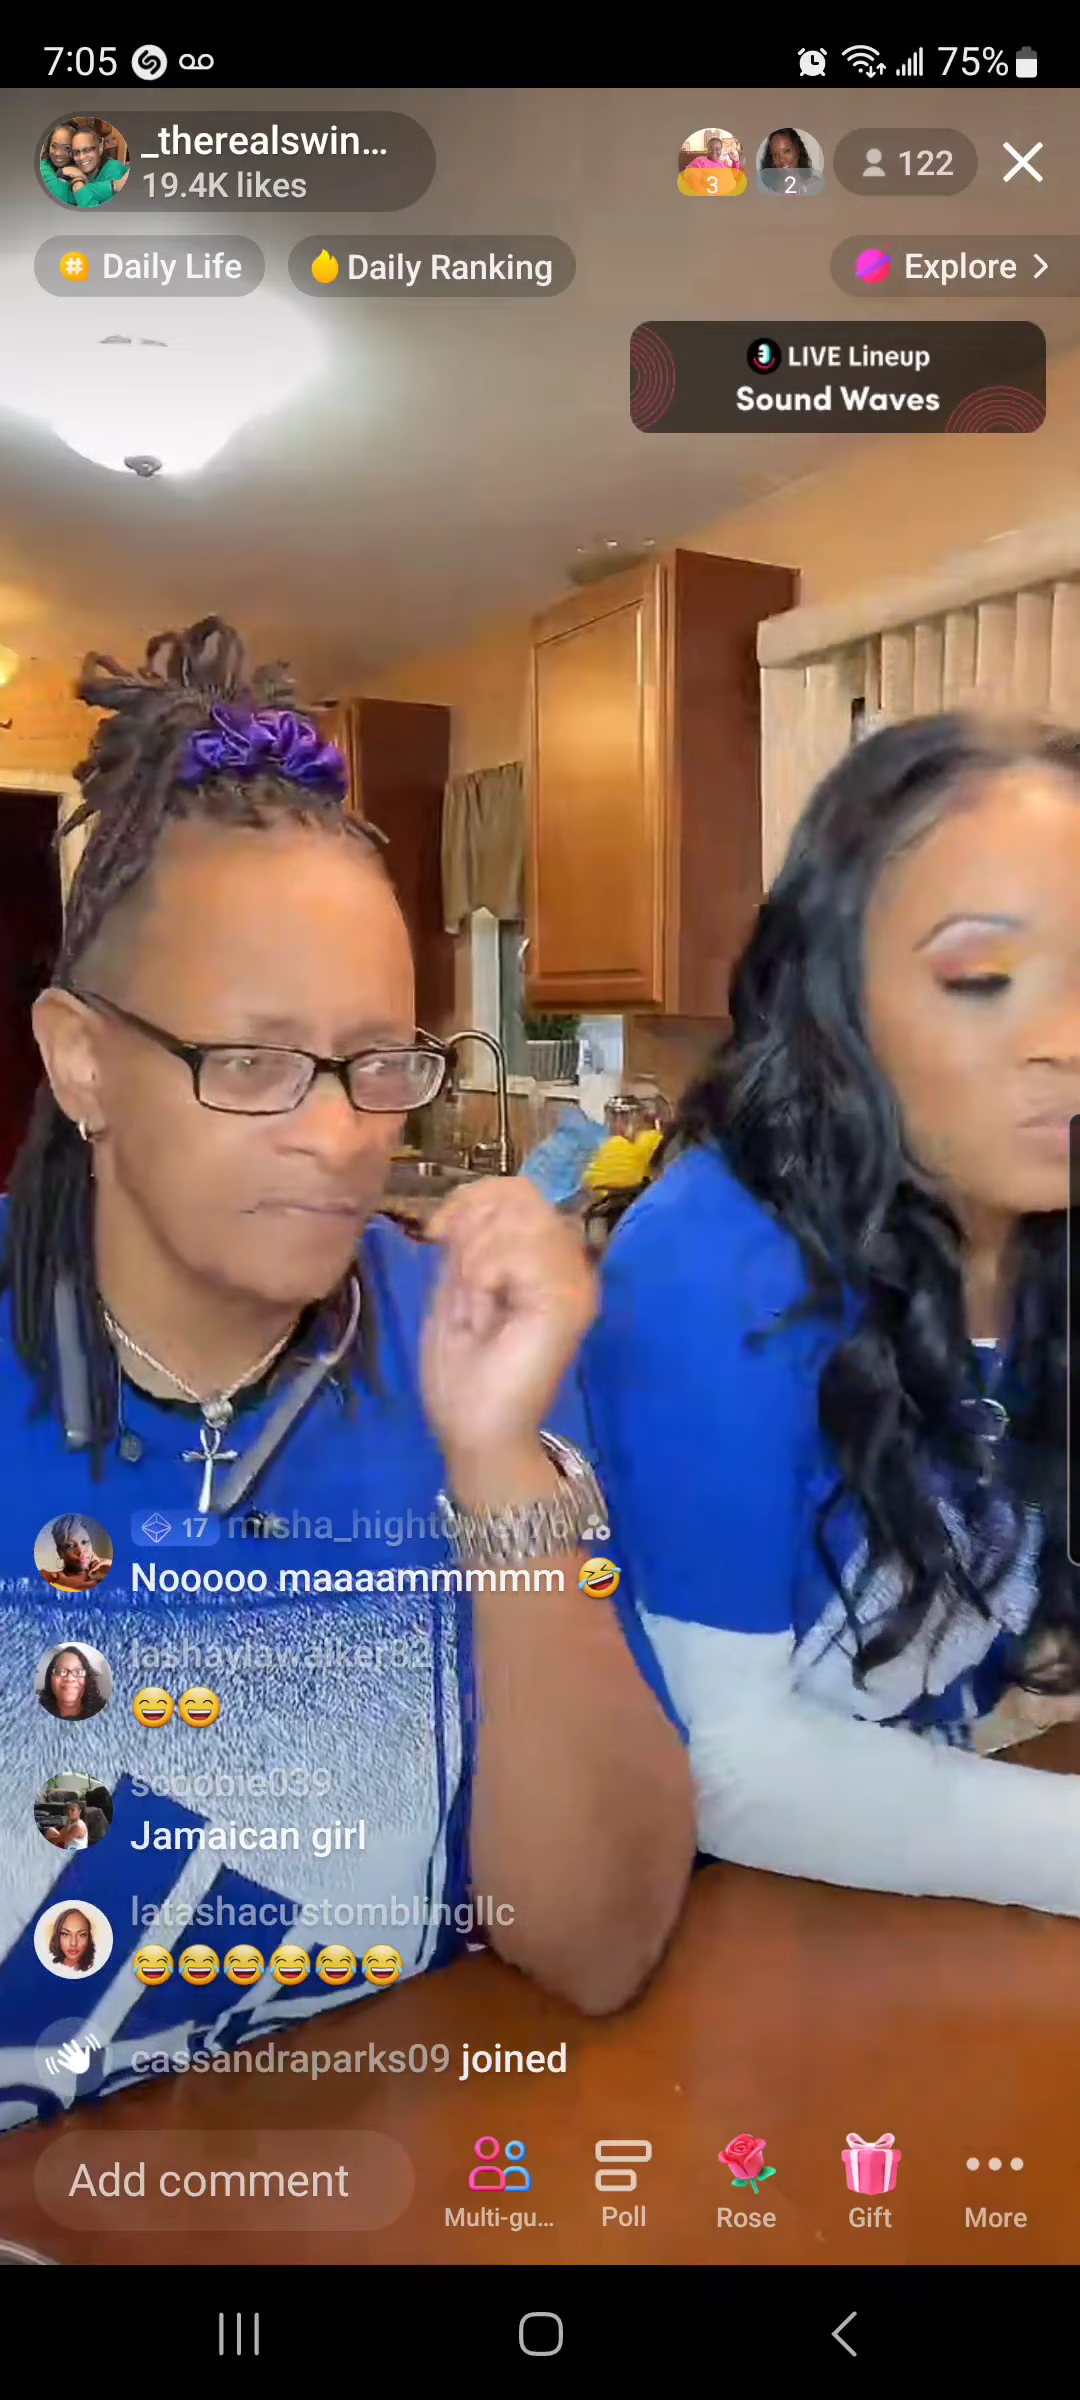 7:05 75%
_therealswin...
19.4K likes
3
2
122
Daily Life
Daily Ranking
Explore >
LIVE Lineup
Sound Waves
17 misha_hightower76
Nooooo maaaammmmm 🤣
lashaylawalker82
😄😄
scoobie039
Jamaican girl
latashacustomblingllc
😂😂😂😂😂😂
cassandraparks09 joined
Add comment
Multi-gu...
Poll
Rose
Gift
More